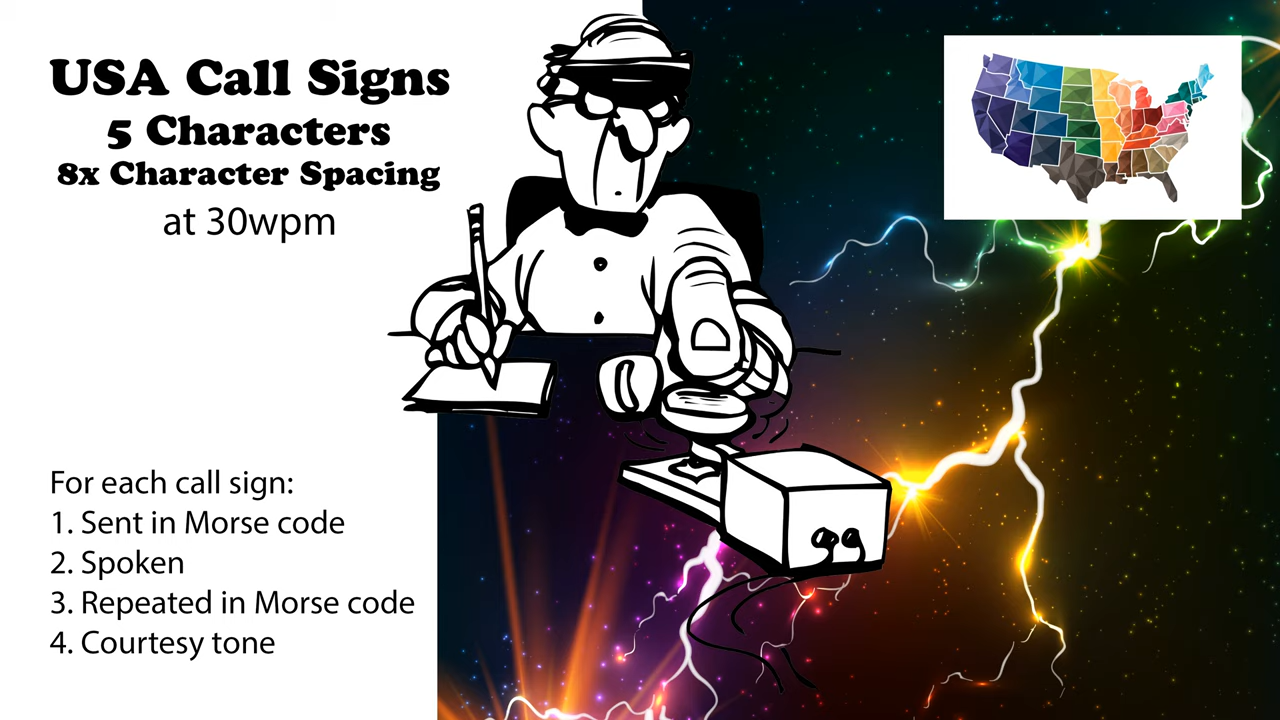 USA Call Signs
5 Characters
8x Character Spacing
at 30wpm
For each call sign:
1. Sent in Morse code
2. Spoken
3. Repeated in Morse code
4. Courtesy tone